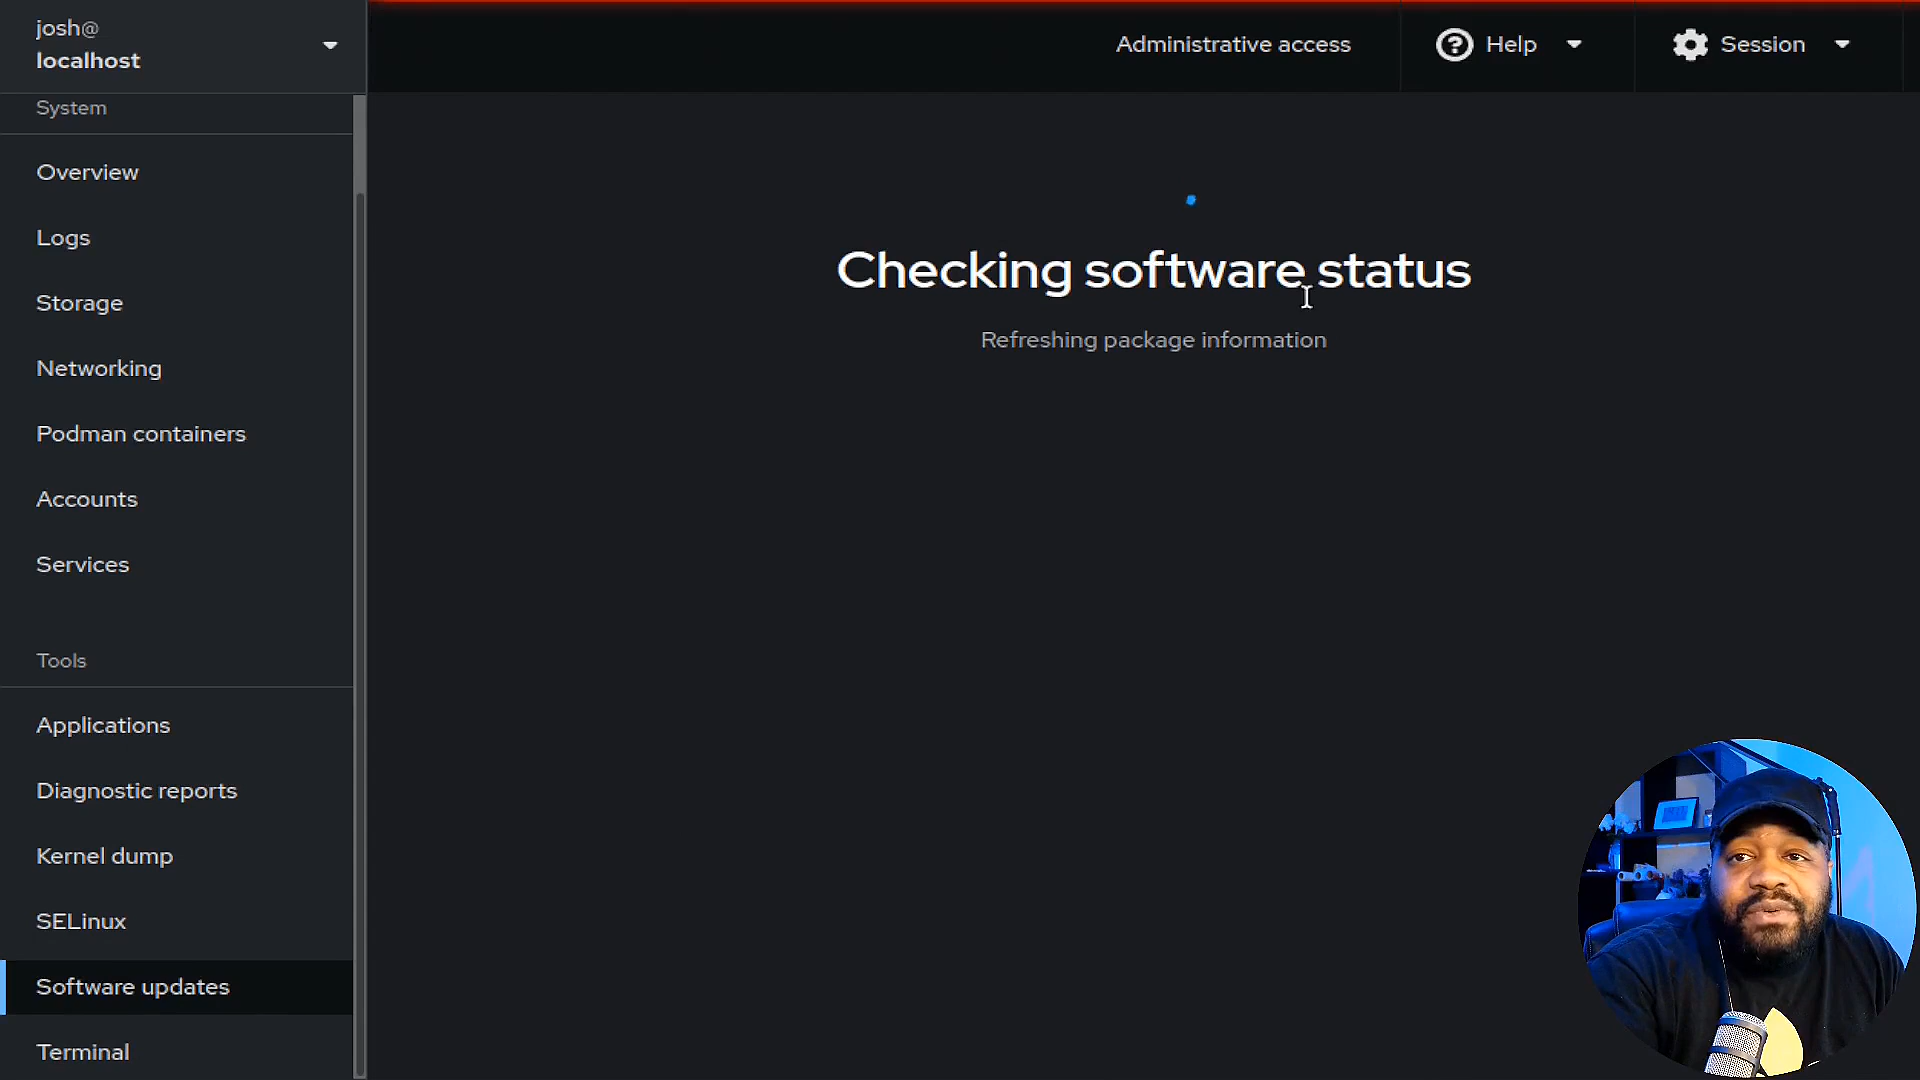 josh@
localhost
Administrative access
Help
Session
System
Overview
Logs
Storage
Networking
Podman containers
Accounts
Services
Tools
Applications
Diagnostic reports
Kernel dump
SELinux
Software updates
Terminal
Checking software status
Refreshing package information